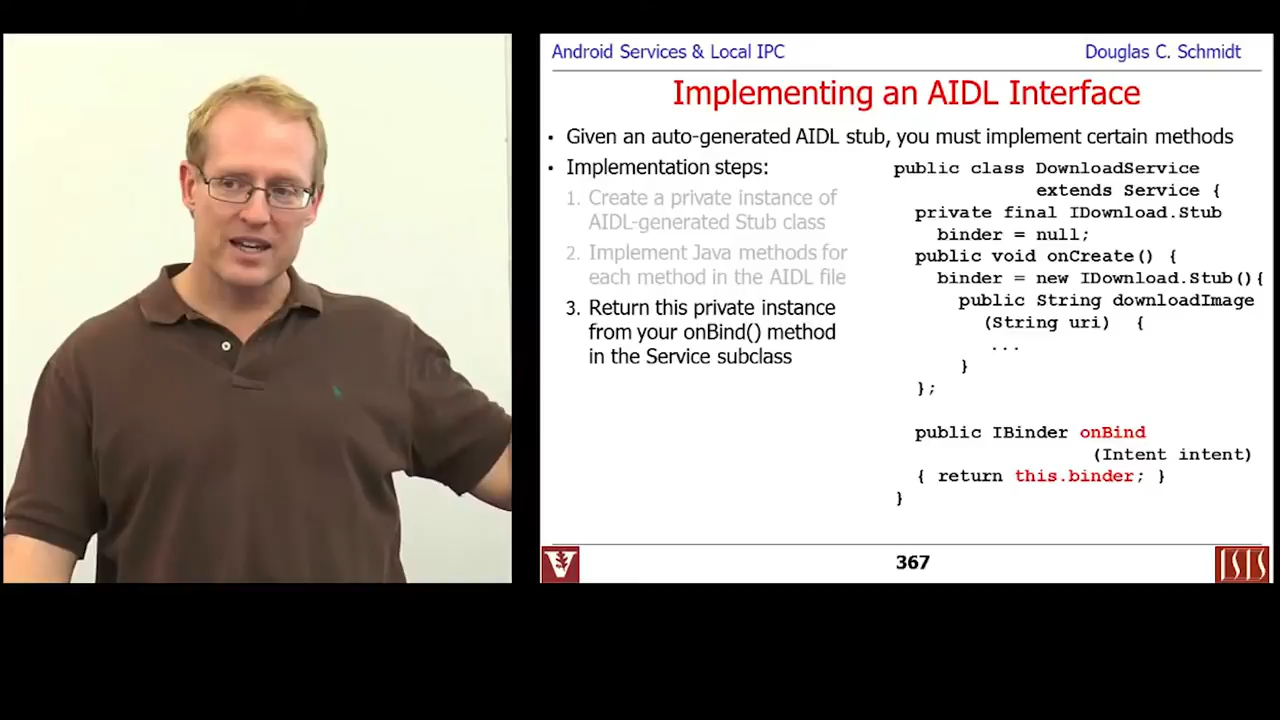 Android Services & Local IPC
Douglas C. Schmidt
Implementing an AIDL Interface
• Given an auto-generated AIDL stub, you must implement certain methods
• Implementation steps:
1. Create a private instance of
AIDL-generated Stub class
2. Implement Java methods for
each method in the AIDL file
3. Return this private instance
from your onBind() method
in the Service subclass
public class DownloadService
extends Service {
private final IDownload.Stub
binder = null;
public void onCreate() {
binder = new IDownload.Stub(){
public String downloadImage
(String uri) {
...
}
};
public IBinder onBind
(Intent intent)
{ return this.binder; }
}
367
V
ISIS